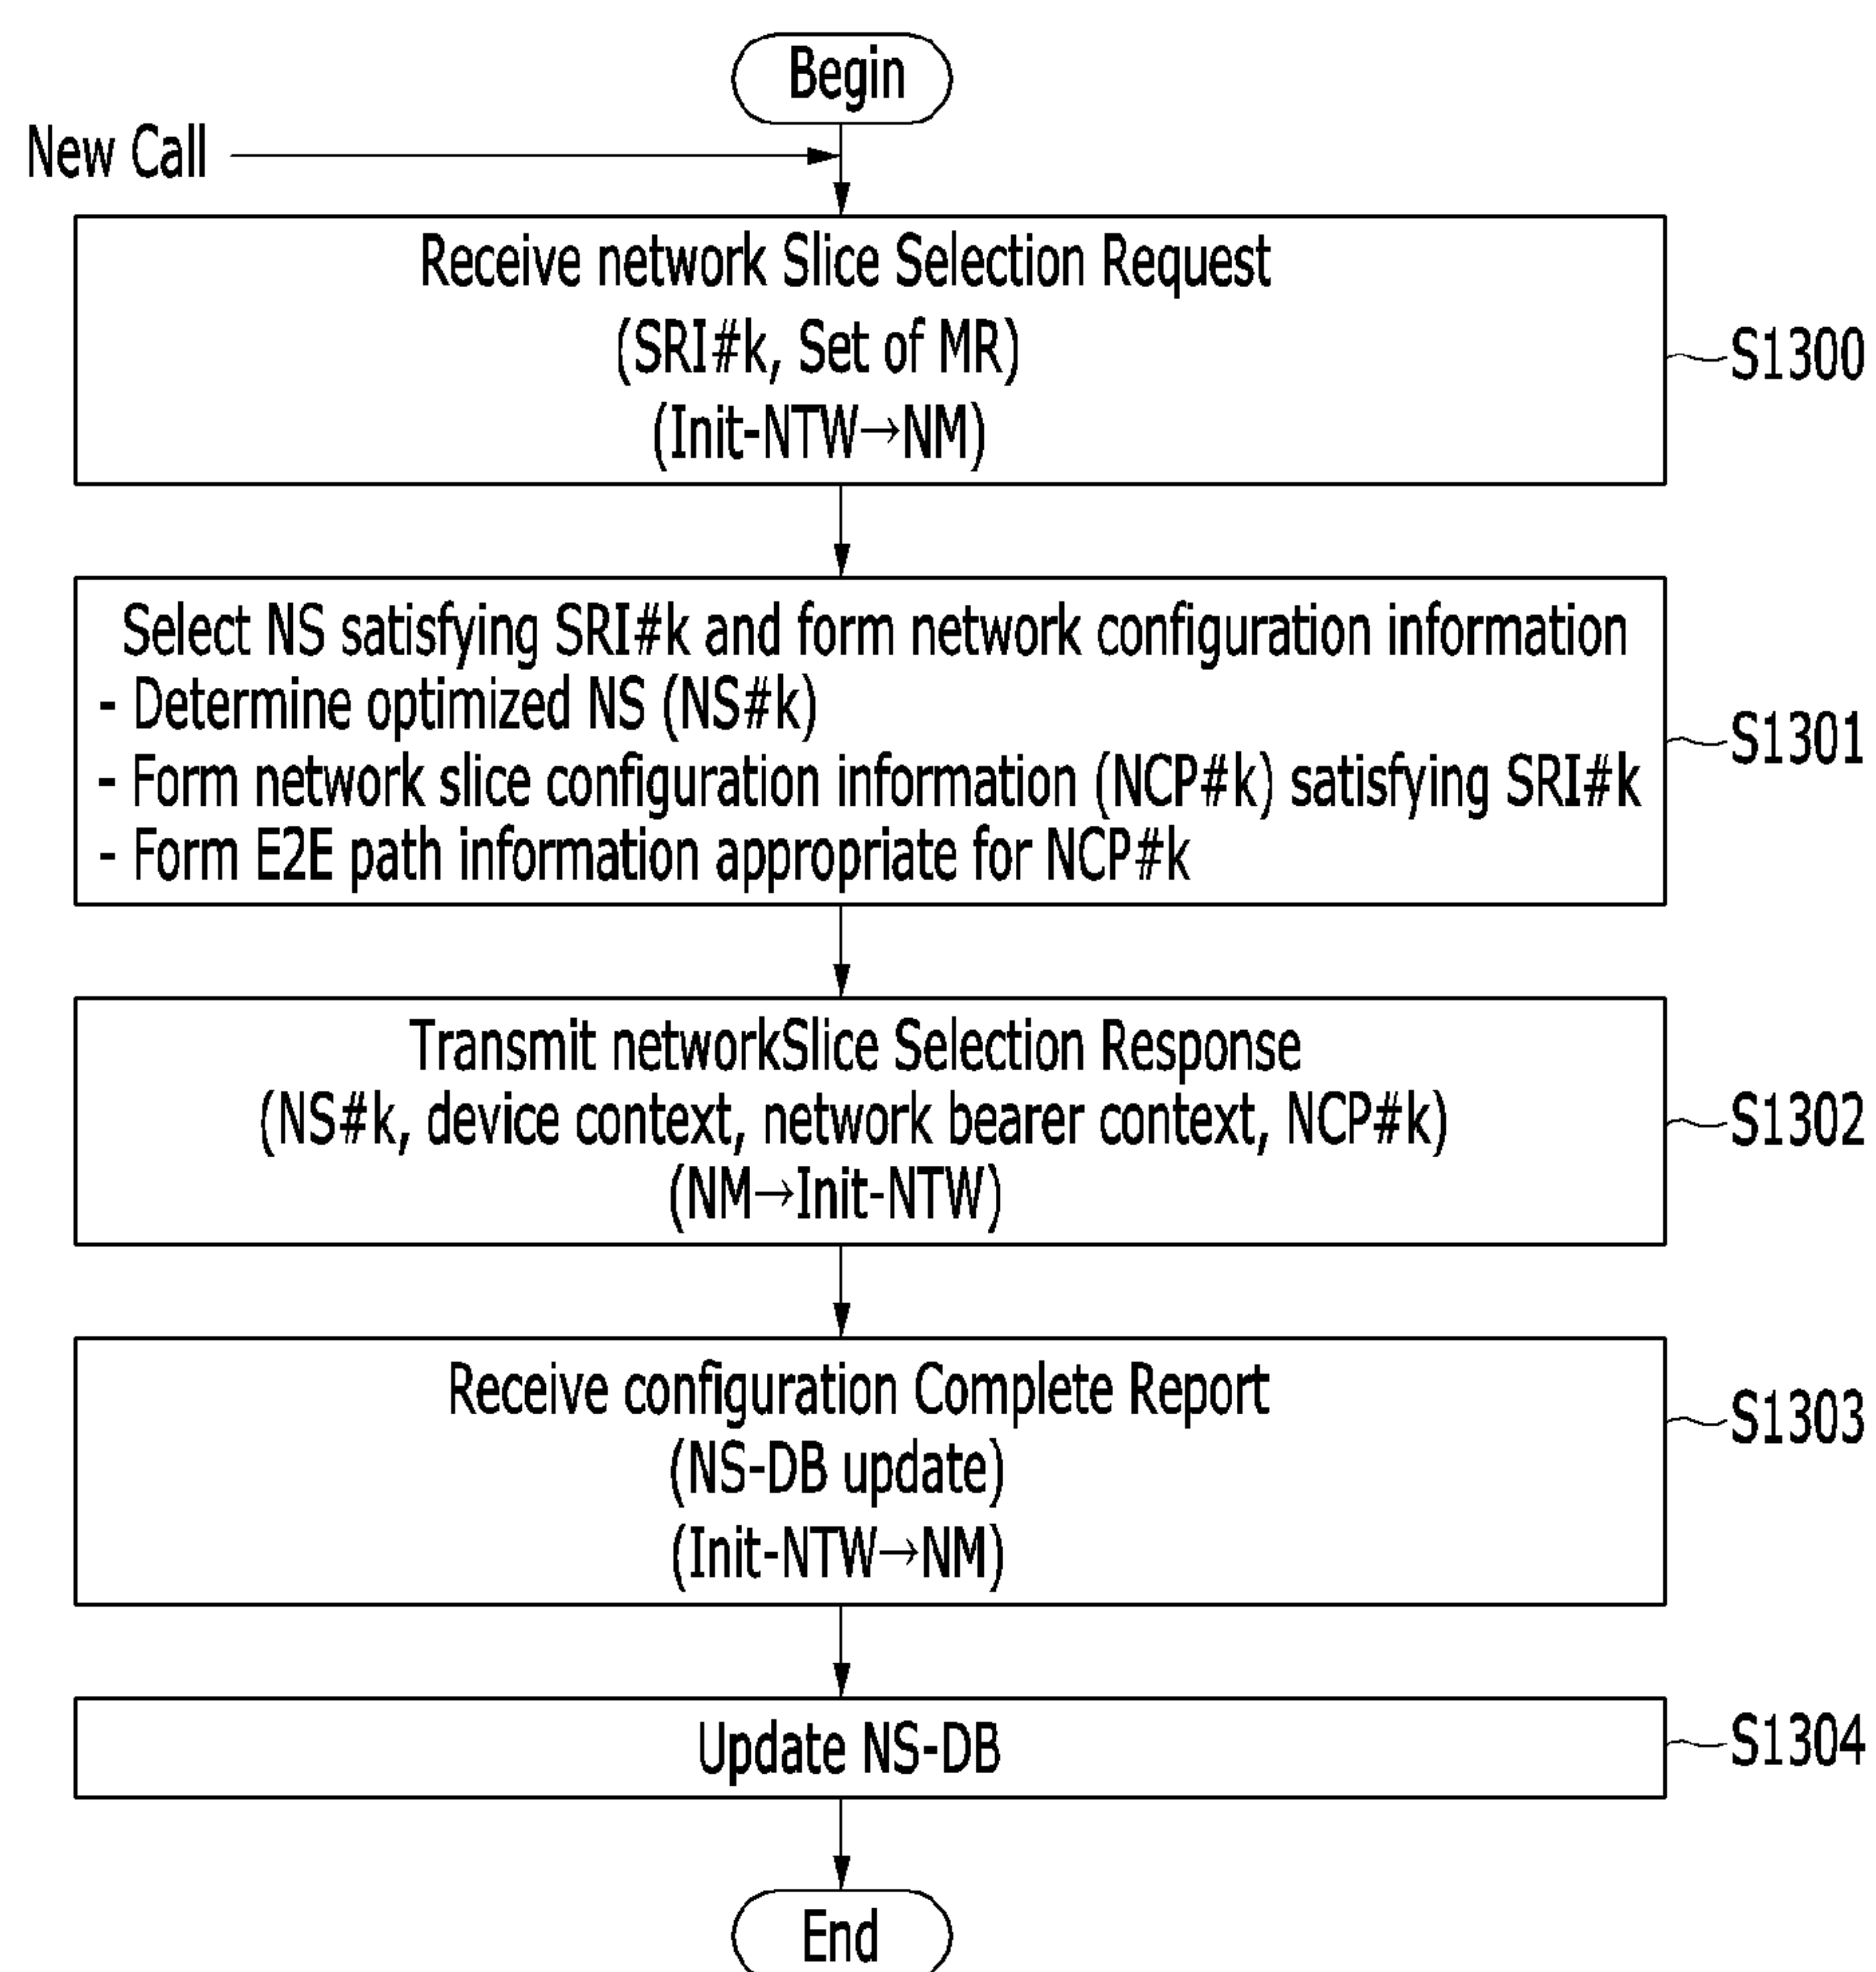 Begin
New Call
Receive network Slice Selection Request
(SRI#k, Set of MR)
(Init-NTW→NM)
S1300
Select NS satisfying SRI#k and form network configuration information
- Determine optimized NS (NS#k)
- Form network slice configuration information (NCP#k) satisfying SRI#k
- Form E2E path information appropriate for NCP#k
S1301
Transmit networkSlice Selection Response
(NS#k, device context, network bearer context, NCP#k)
(NM→Init-NTW)
S1302
Receive configuration Complete Report
(NS-DB update)
(Init-NTW→NM)
S1303
Update NS-DB
S1304
End